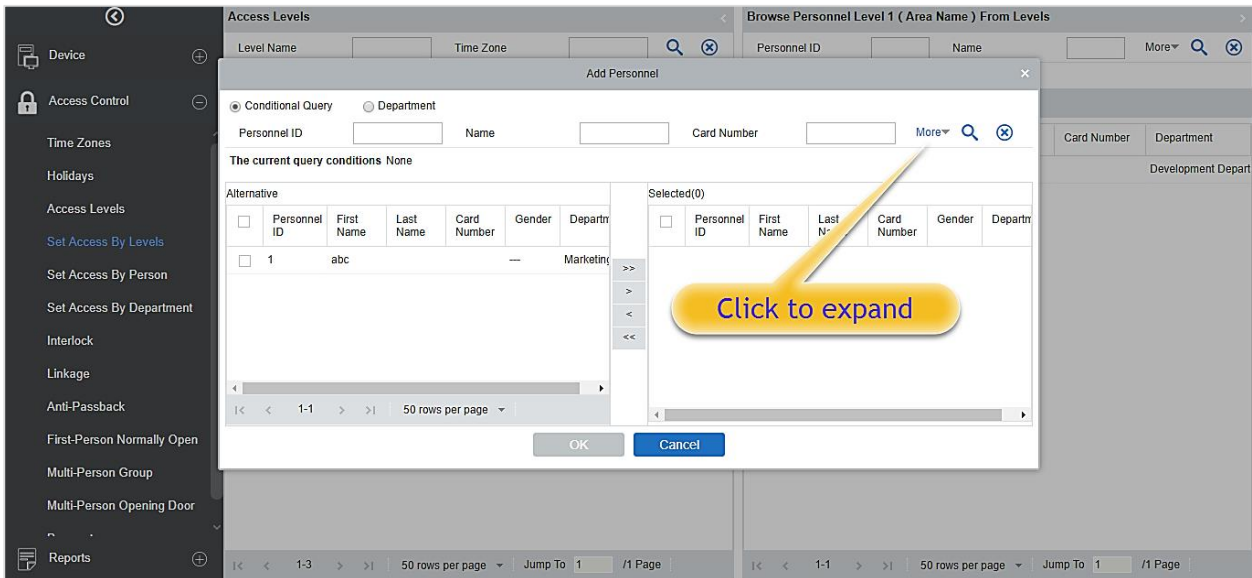 Access Levels
Browse Personnel Level 1 ( Area Name ) From Levels
Device
Level Name
Time Zone
Personnel ID
Name
More
Add Personnel
Access Control
Conditional Query
Department
Personnel ID
Name
Card Number
More
Card Number
Department
The current query conditions None
Development Depart
Time Zones
Holidays
Access Levels
Set Access By Levels
Set Access By Person
Set Access By Department
Interlock
Linkage
Anti-Passback
First-Person Normally Open
Multi-Person Group
Multi-Person Opening Door
Reports
Alternative
Personnel ID
First Name
Last Name
Card Number
Gender
Departm
1
abc
---
Marketing
>>
>
<
<<
Selected(0)
Personnel ID
First Name
Last
Card Number
Gender
Departm
Click to expand
1-1
50 rows per page
OK
Cancel
1-3
50 rows per page
Jump To
1
/1 Page
1-1
50 rows per page
Jump To
1
/1 Page